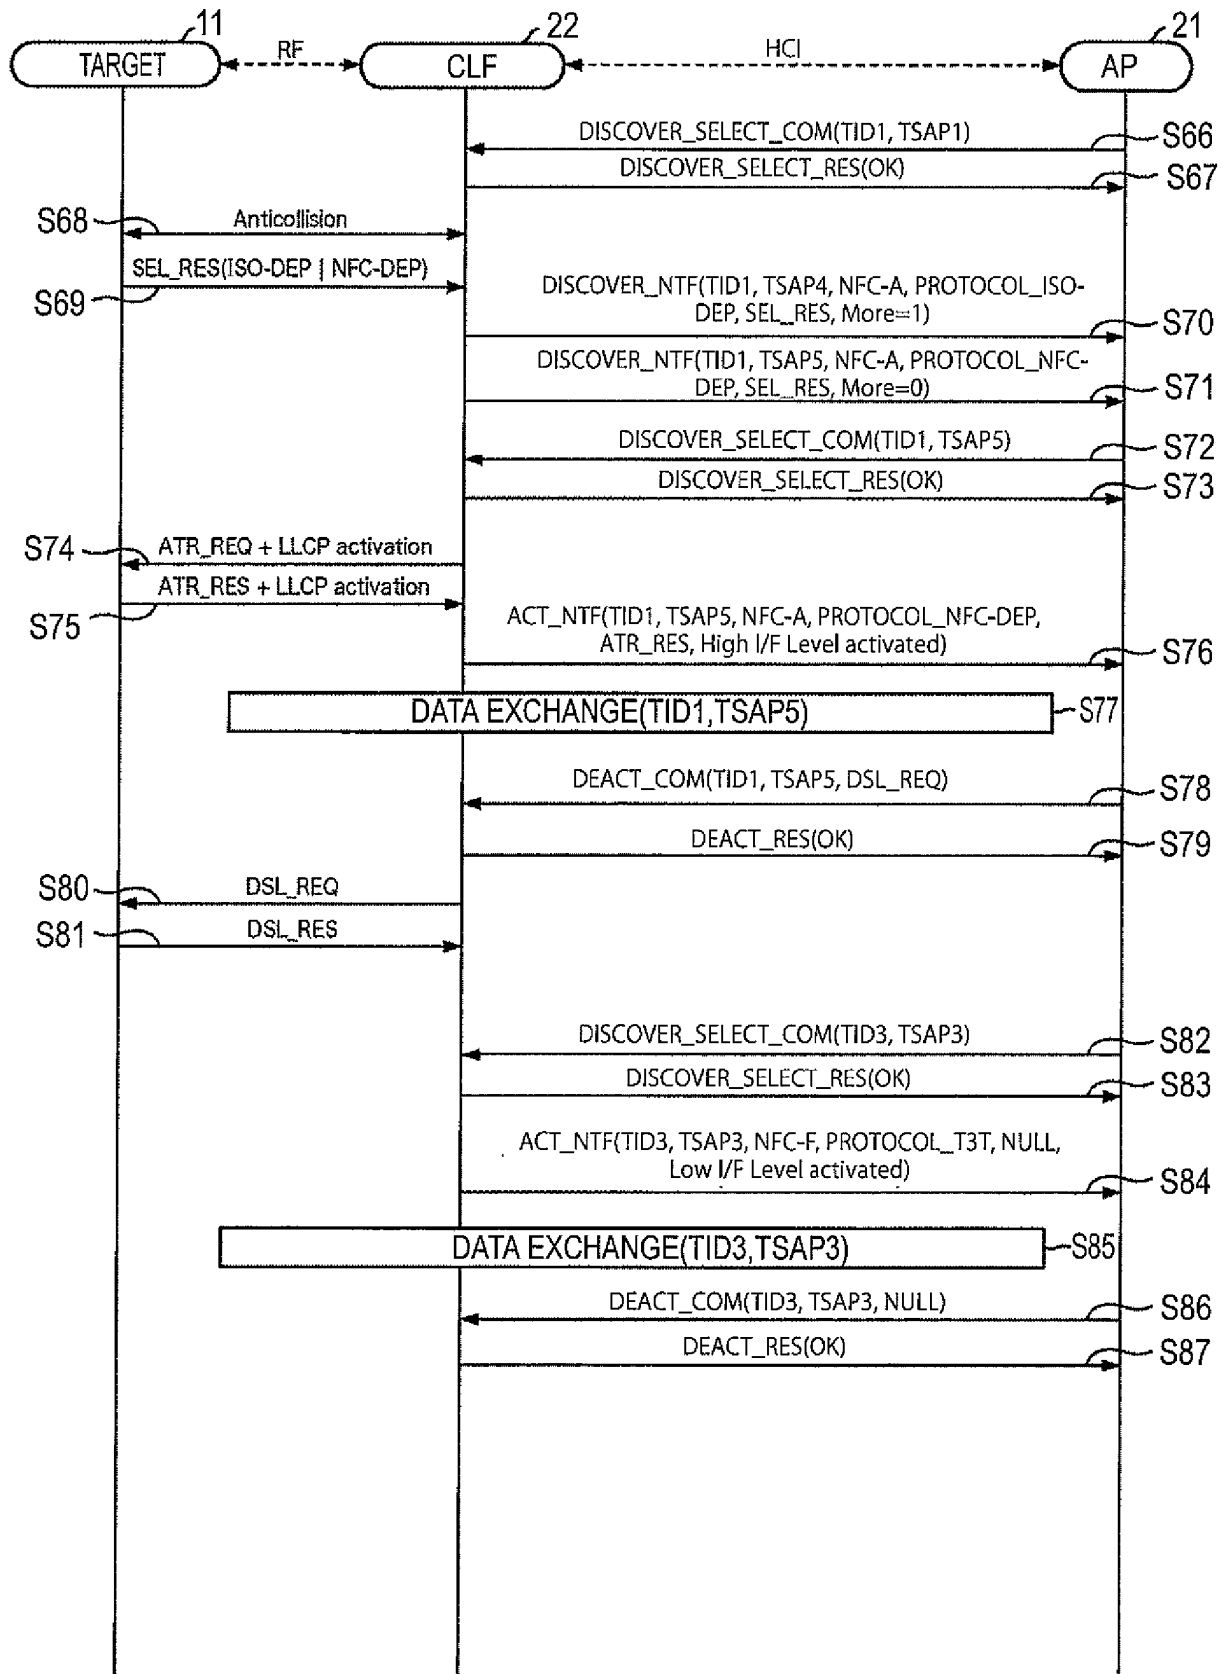 11
22
21
TARGET
RF
CLF
HCI
AP
DISCOVER_SELECT_COM(TID1, TSAP1)
S66
DISCOVER_SELECT_RES(OK)
S67
S68
Anticollision
SEL_RES(ISO-DEP | NFC-DEP)
S69
DISCOVER_NTF(TID1, TSAP4, NFC-A, PROTOCOL_ISO-
DEP, SEL_RES, More=1)
S70
DISCOVER_NTF(TID1, TSAP5, NFC-A, PROTOCOL_NFC-
DEP, SEL_RES, More=0)
S71
DISCOVER_SELECT_COM(TID1, TSAP5)
S72
DISCOVER_SELECT_RES(OK)
S73
S74
ATR_REQ + LLCP activation
ATR_RES + LLCP activation
S75
ACT_NTF(TID1, TSAP5, NFC-A, PROTOCOL_NFC-DEP,
ATR_RES, High I/F Level activated)
S76
DATA EXCHANGE(TID1,TSAP5)
S77
DEACT_COM(TID1, TSAP5, DSL_REQ)
S78
DEACT_RES(OK)
S79
S80
DSL_REQ
S81
DSL_RES
DISCOVER_SELECT_COM(TID3, TSAP3)
S82
DISCOVER_SELECT_RES(OK)
S83
ACT_NTF(TID3, TSAP3, NFC-F, PROTOCOL_T3T, NULL,
Low I/F Level activated)
S84
DATA EXCHANGE(TID3,TSAP3)
S85
DEACT_COM(TID3, TSAP3, NULL)
S86
DEACT_RES(OK)
S87